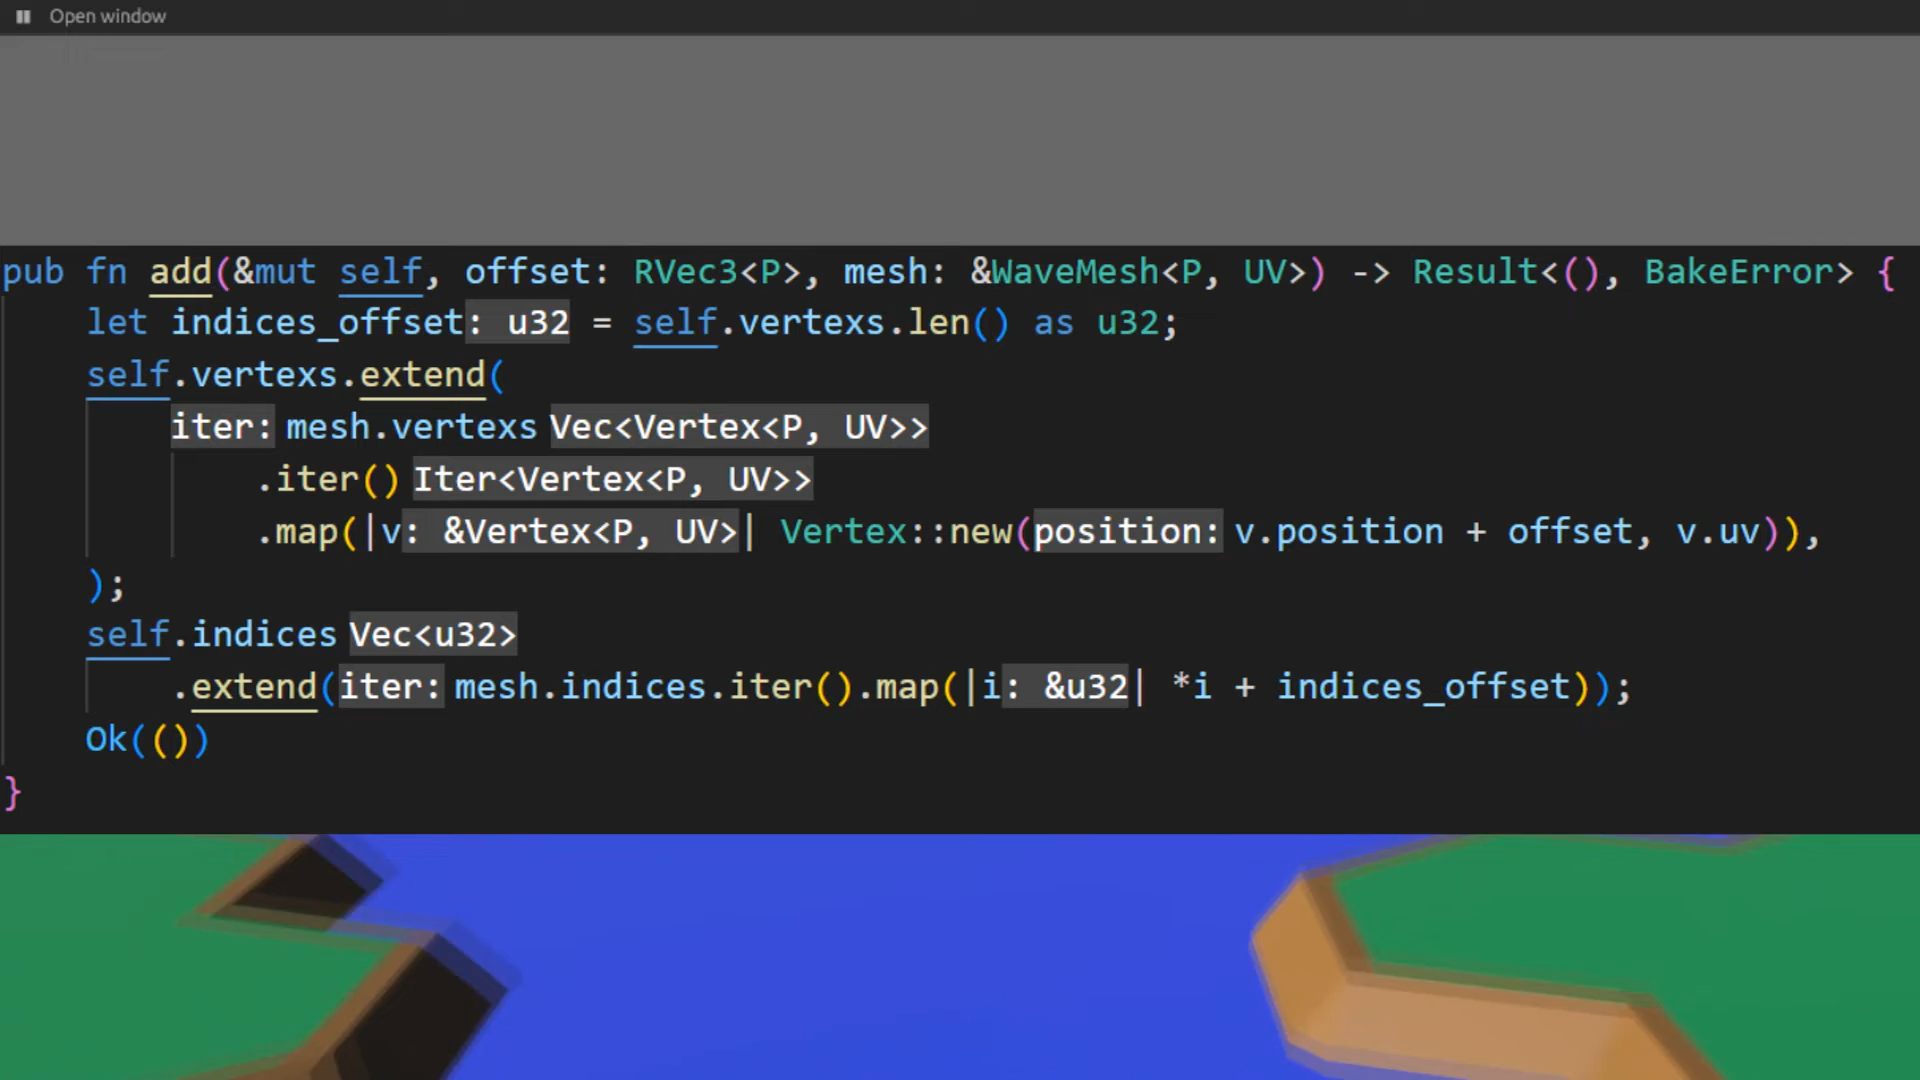 Open window
pub fn add(&mut self, offset: RVec3<P>, mesh: &WaveMesh<P, UV>) -> Result<(), BakeError> {
let indices_offset: u32 = self.vertexs.len() as u32;
self.vertexs.extend(
iter: mesh.vertexs Vec<Vertex<P, UV>>
.iter() Iter<Vertex<P, UV>>
.map(|v: &Vertex<P, UV>| Vertex::new(position: v.position + offset, v.uv)),
);
self.indices Vec<u32>
.extend(iter: mesh.indices.iter().map(|i: &u32| *i + indices_offset));
Ok(())
}